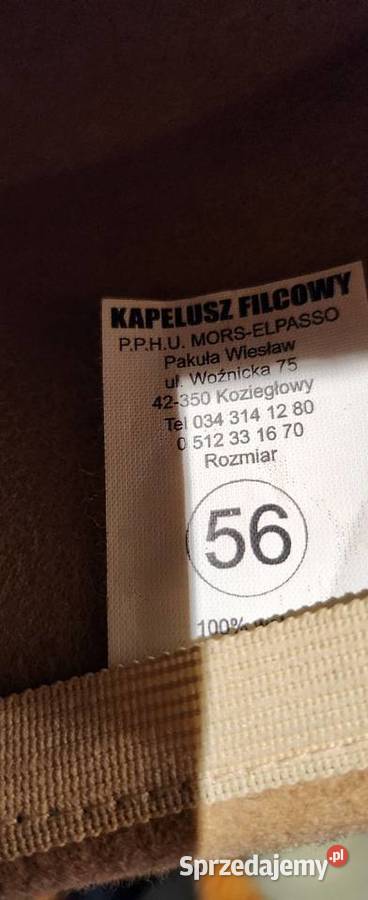 KAPELUSZ FILCOWY
P.P.H.U. MORS-ELPASSO
Pakuła Wiesław
ul. Woźnicka 75
42-350 Koziegłowy
Tel 034 314 12 80
0 512 33 16 70
Rozmiar
56
100%
Sprzedajemy.pl